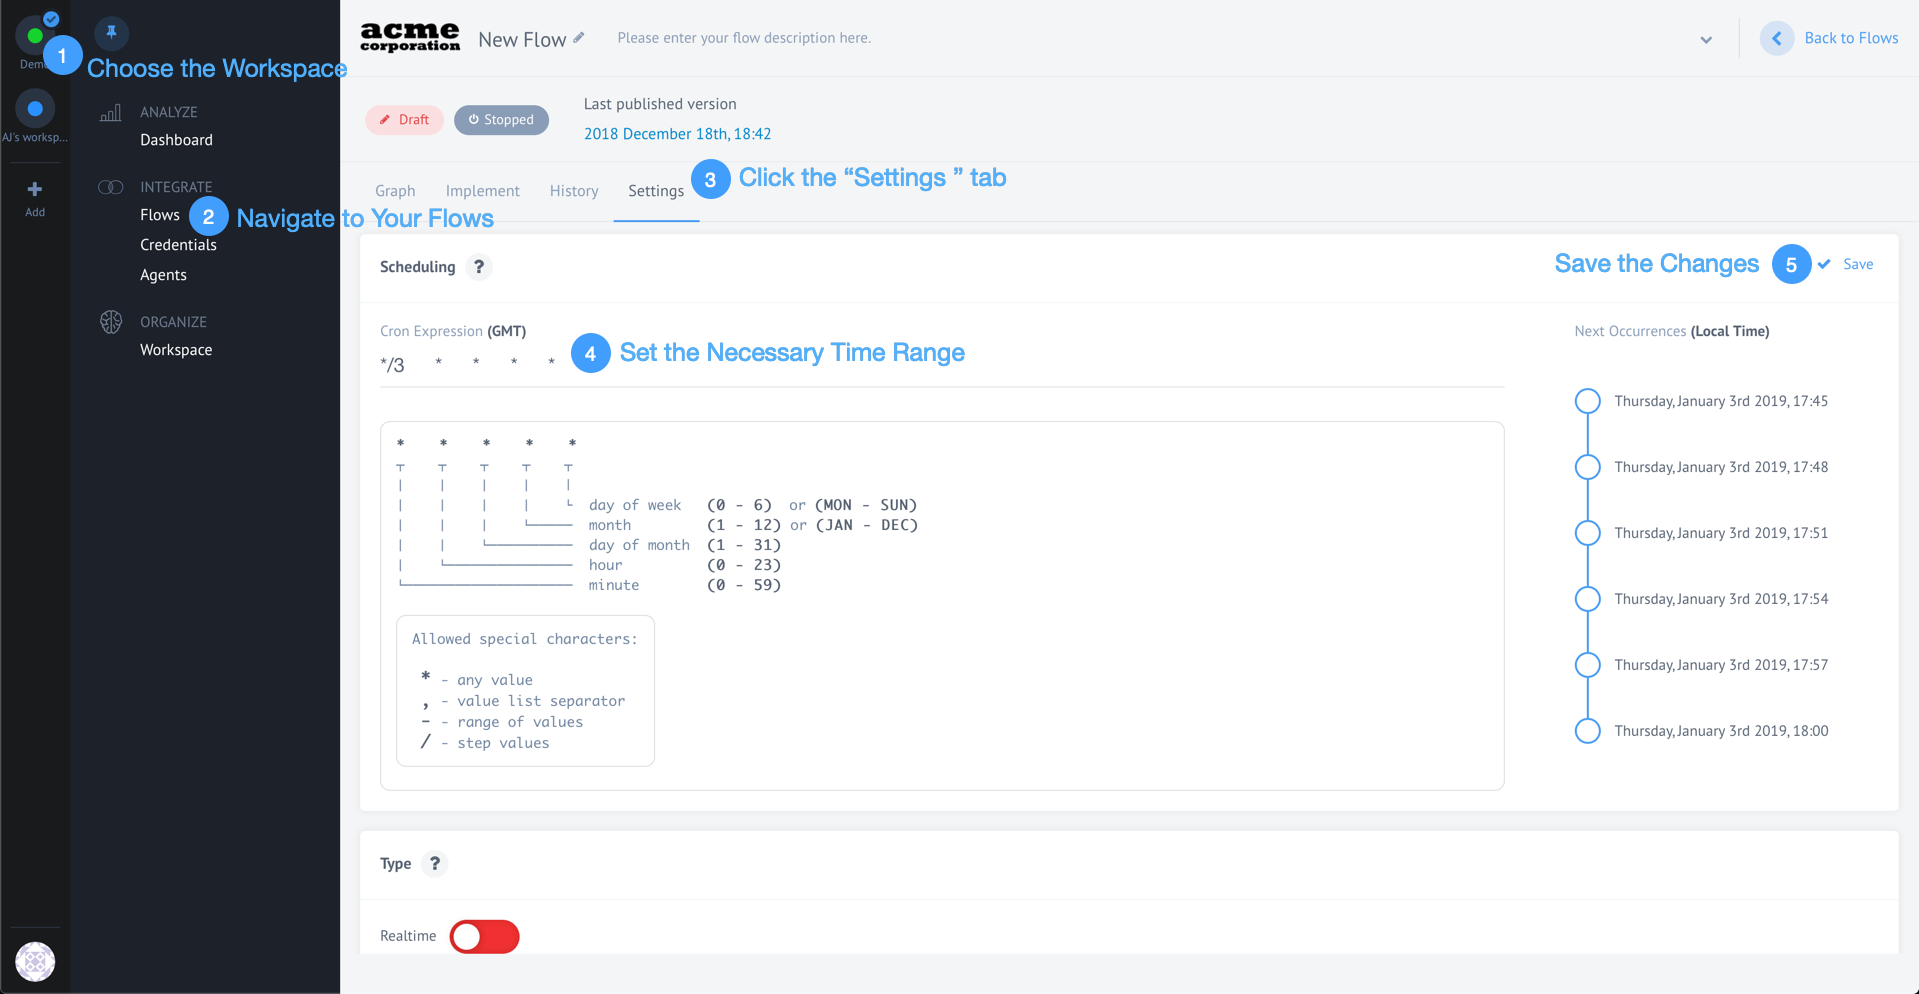 Demo
1 Choose the Workspace
AJ's worksp...
Add
ANALYZE
Dashboard
INTEGRATE
Flows 2 Navigate to Your Flows
Credentials
Agents
ORGANIZE
Workspace
acme
corporation
New Flow
Please enter your flow description here.
Back to Flows
Draft
Stopped
Last published version
2018 December 18th, 18:42
Graph Implement History Settings 3 Click the “Settings ” tab
Scheduling ?
Save the Changes 5 Save
Cron Expression (GMT)
*/3 * * * * 4 Set the Necessary Time Range
* * * * *
day of week (0 - 6) or (MON - SUN)
month (1 - 12) or (JAN - DEC)
day of month (1 - 31)
hour (0 - 23)
minute (0 - 59)
Allowed special characters:
* - any value
, - value list separator
- - range of values
/ - step values
Next Occurrences (Local Time)
Thursday, January 3rd 2019, 17:45
Thursday, January 3rd 2019, 17:48
Thursday, January 3rd 2019, 17:51
Thursday, January 3rd 2019, 17:54
Thursday, January 3rd 2019, 17:57
Thursday, January 3rd 2019, 18:00
Type ?
Realtime